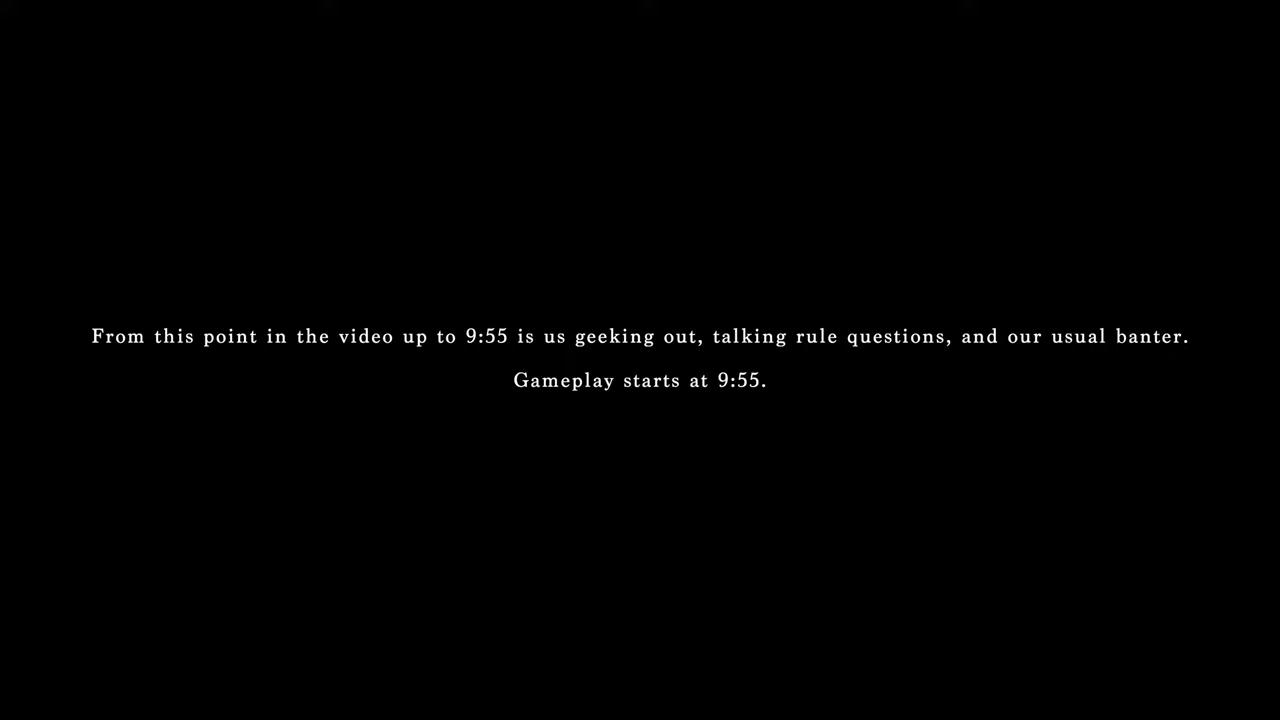 From this point in the video up to 9:55 is us geeking out, talking rule questions, and our usual banter.
Gameplay starts at 9:55.